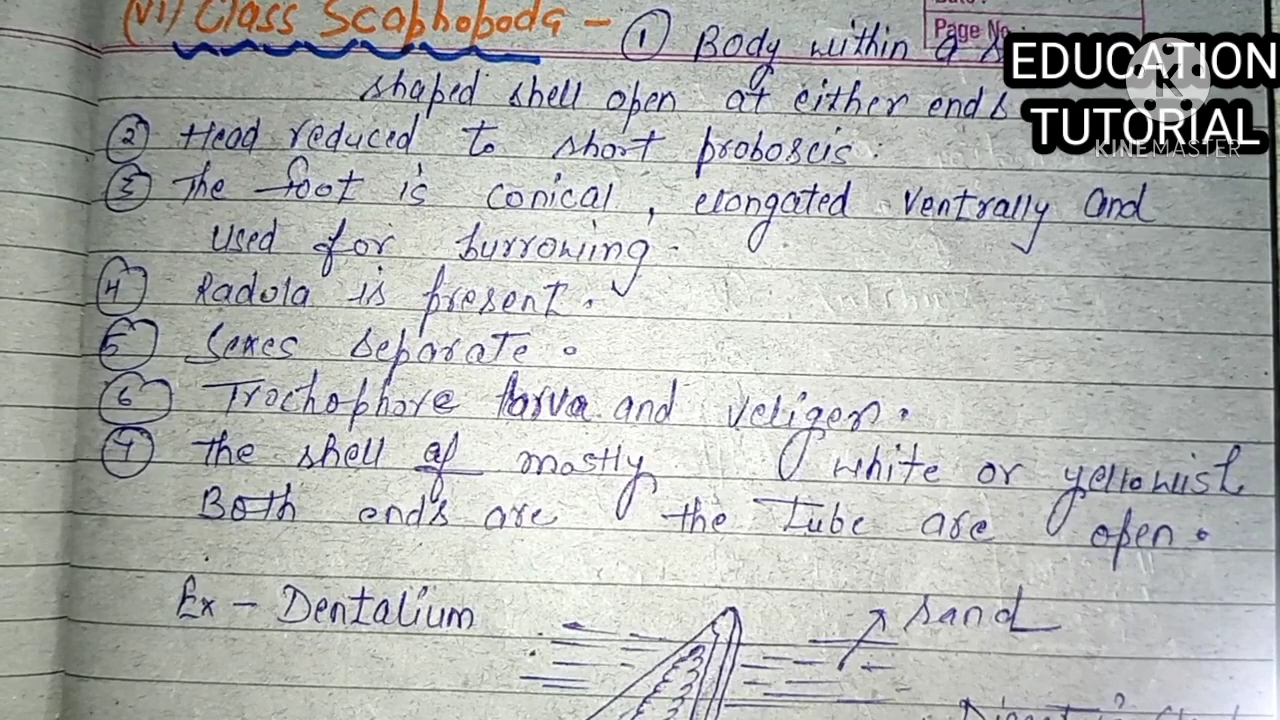 (VI) Class Scaphopoda - ① Body within a
Page No.
EDUCATION
TUTORIAL
K
KINEMASTER
shaped shell open at either ends
② Head reduced to short proboscis.
③ The foot is conical, elongated ventrally and
used for burrowing.
④ Radula is present.
⑤ Sexes separate.
⑥ Trochophore larva and veliger.
⑦ The shell of mostly white or yellowish
Both ends are the Tube are open.
Ex - Dentalium
sand